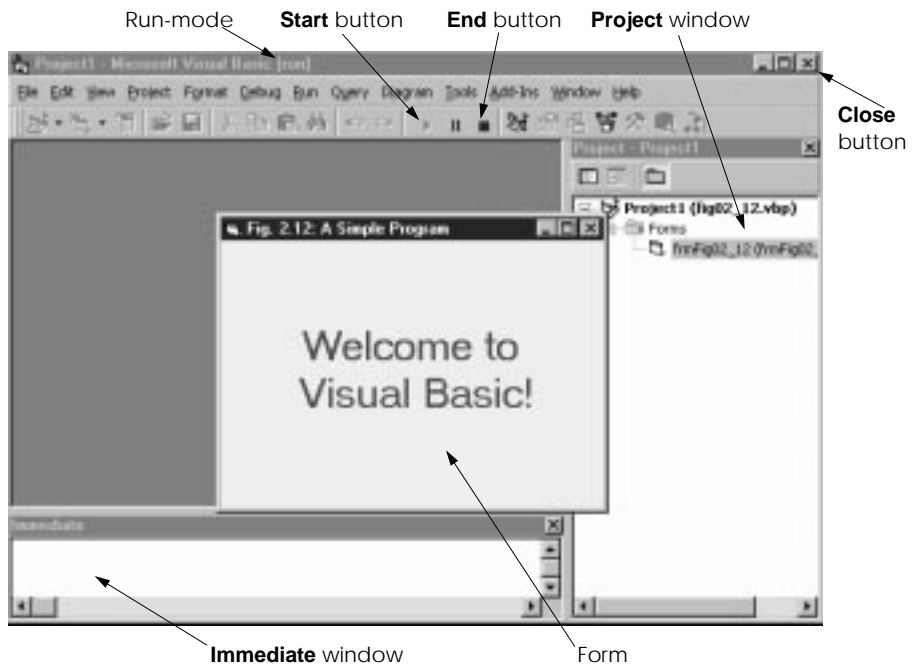 Run-mode Start button End button Project window
Project1 - Microsoft Visual Basic [run]
File Edit View Project Format Debug Run Query Diagram Tools Add-Ins Window Help
Close
button
Project - Project1
Project1 (fig02_12.vbp)
Forms
frmFig02_12 (frmFig02_
Fig. 2.12: A Simple Program
Welcome to
Visual Basic!
Immediate
Immediate window Form